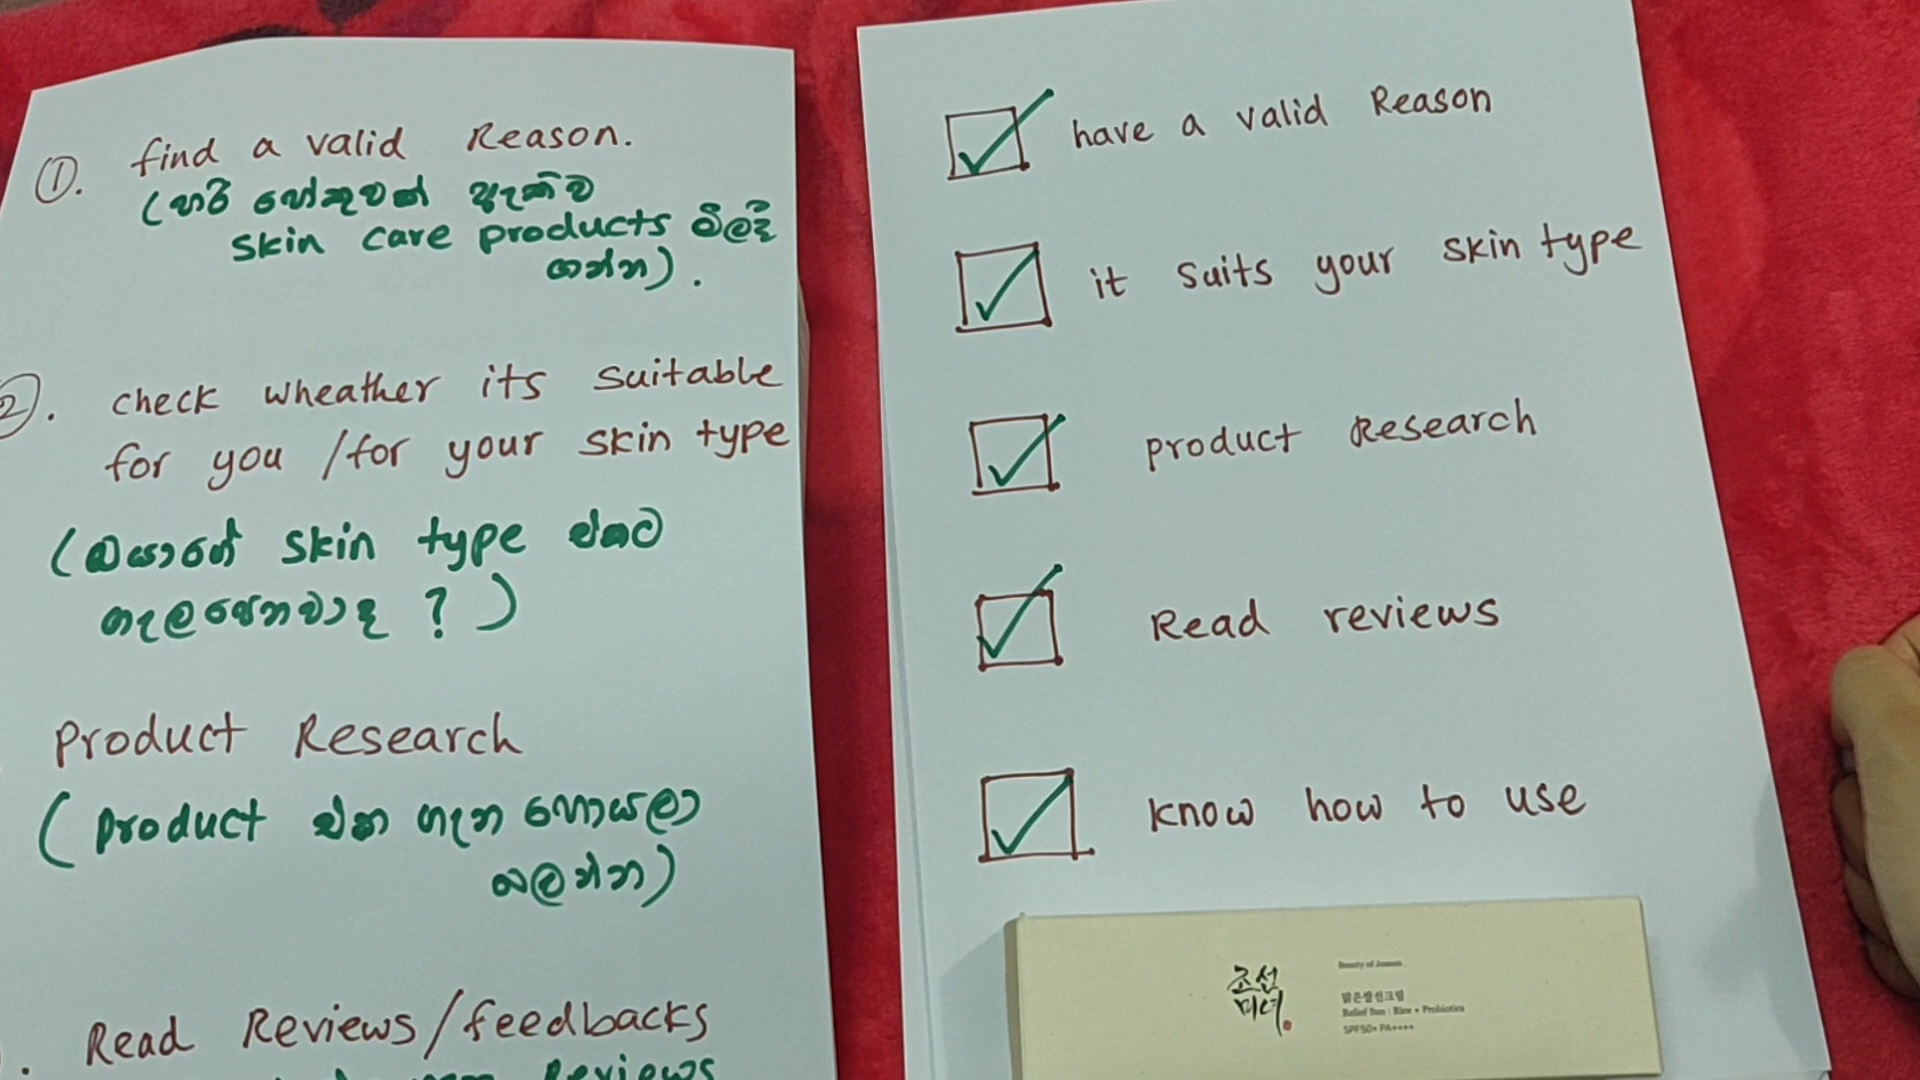 ①. find a valid Reason.
(හරි හේතුවක් ඇතිව
skin care products මිලදී
ගන්න).
②. check wheather its suitable
for you /for your skin type
(ඔයාගේ skin type එකට
ගැලපෙනවාද ?)
Product Research
(product එක ගැන හොයලා
බලන්න)
. Read Reviews/feedbacks
Reviews
have a valid Reason
it suits your skin type
product Research
Read reviews
know how to use
조선
미녀
Beauty of Joseon
맑은쌀선크림
Relief Sun : Rice + Probiotics
SPF50+ PA++++